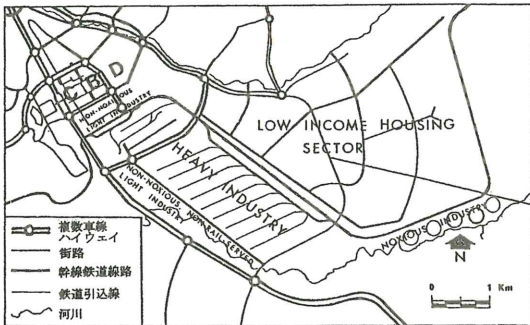 CBD
NON-NOXIOUS
LIGHT INDUSTRY
LOW INCOME HOUSING
SECTOR
HEAVY INDUSTRY
NON-NOXIOUS NON-RAIL-SERVED
LIGHT INDUSTRY
NOXIOUS INDUSTRY
N
0 1 Km
複数車線
ハイウェイ
街路
幹線鉄道線路
鉄道引込線
河川